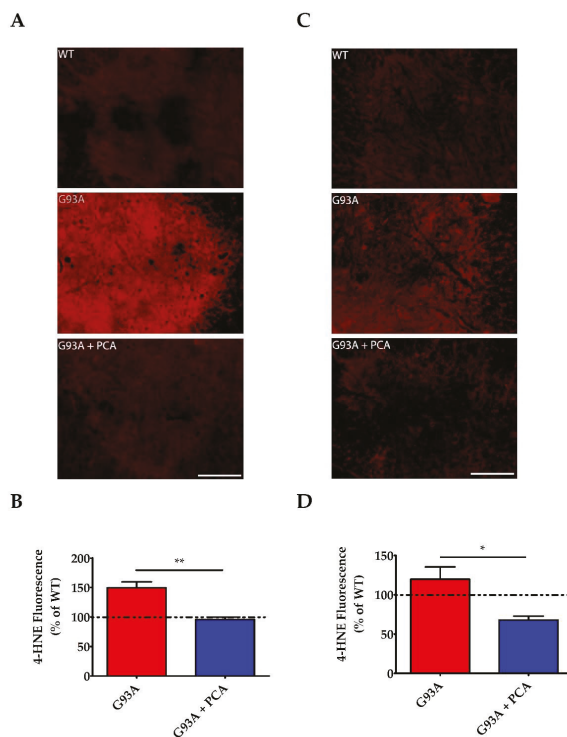 A
WT
G93A
G93A + PCA
B
4-HNE Fluorescence
(% of WT)
200
150
100
50
0
**
G93A
G93A + PCA
C
WT
G93A
G93A + PCA
D
4-HNE Fluorescence
(% of WT)
150
100
50
0
*
G93A
G93A + PCA